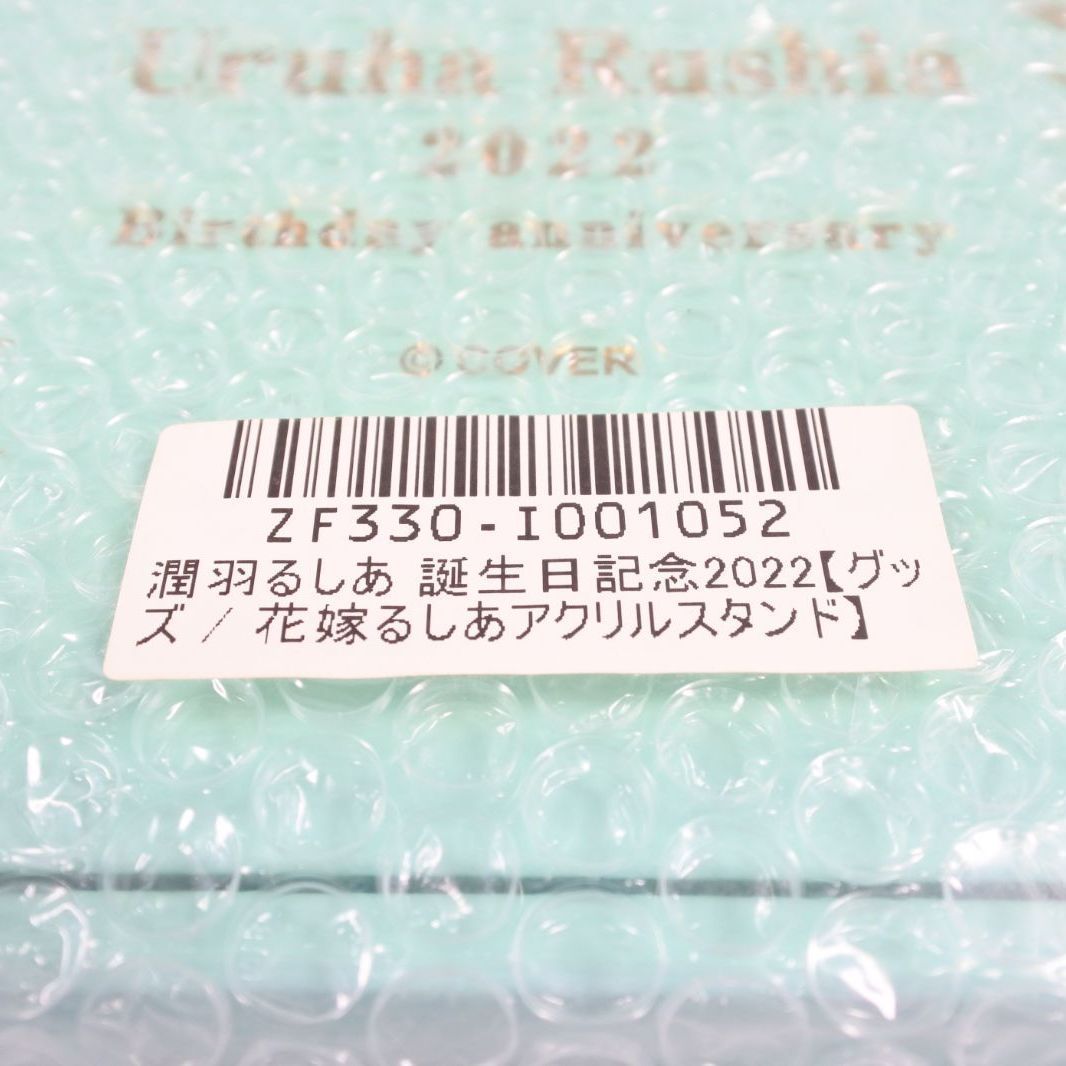 Uruha Rushia
2022
Birthday anniversary
© COVER
ZF330-I001052
潤羽るしあ 誕生日記念2022【グッ
ズ / 花嫁るしあアクリルスタンド】